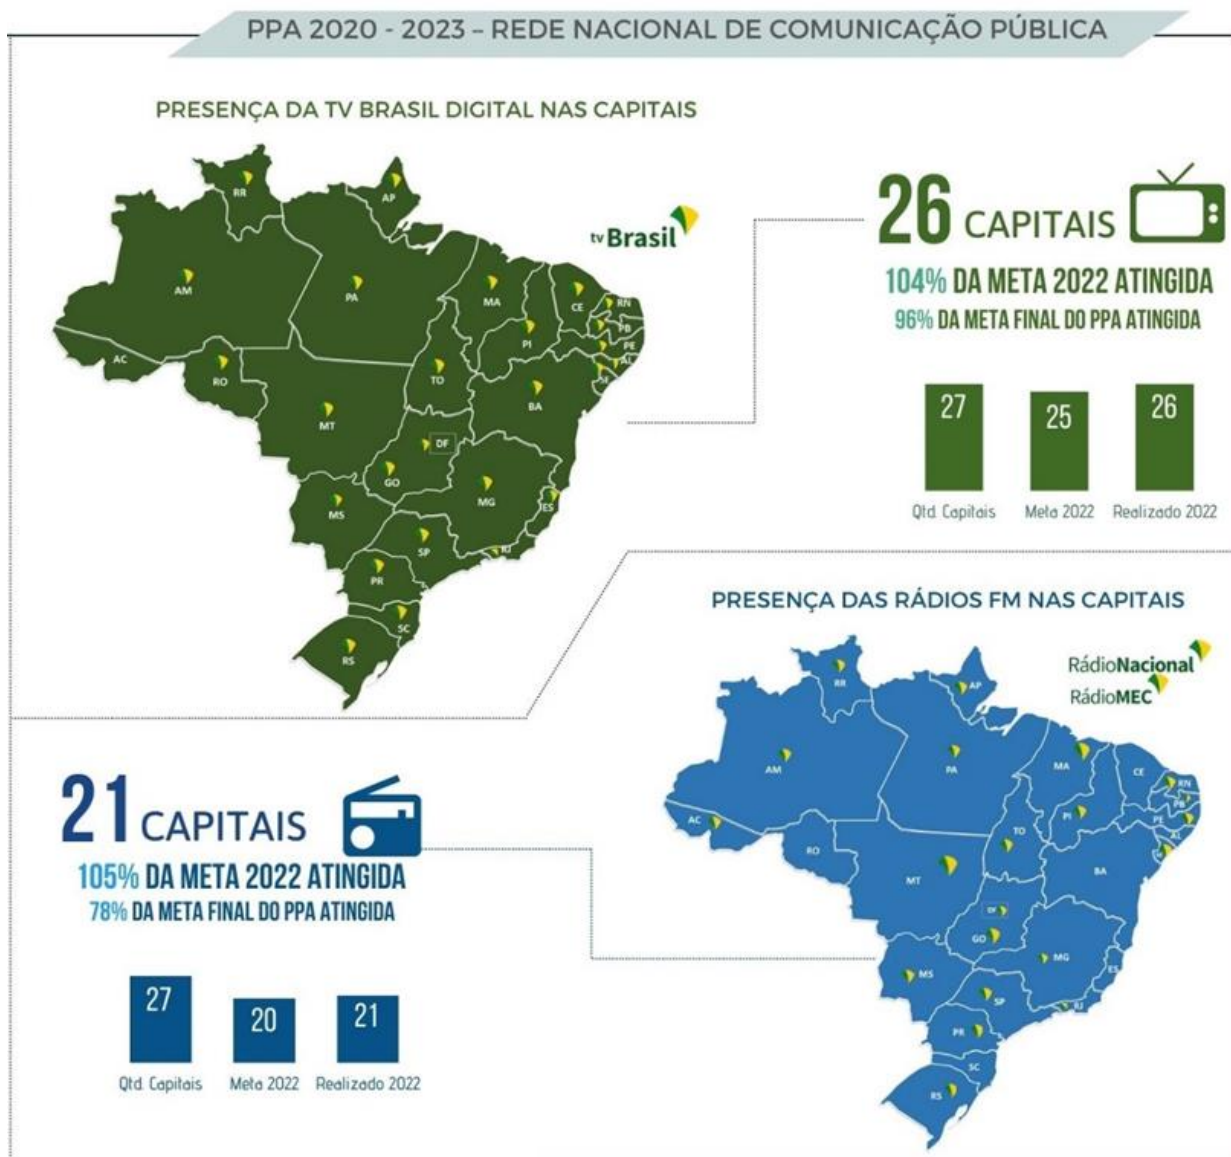 PPA 2020 - 2023 – REDE NACIONAL DE COMUNICAÇÃO PÚBLICA
PRESENÇA DA TV BRASIL DIGITAL NAS CAPITAIS
RR
AP
tv Brasil
AM
PA
MA
CE
RN
PB
PI
PE
AL
AC
RO
TO
SE
BA
MT
DF
GO
MG
ES
MS
SP
RJ
PR
SC
RS
26 CAPITAIS
104% DA META 2022 ATINGIDA
96% DA META FINAL DO PPA ATINGIDA
27
25
26
Qtd. Capitais
Meta 2022
Realizado 2022
PRESENÇA DAS RÁDIOS FM NAS CAPITAIS
RádioNacional
RádioMEC
RR
AP
AM
PA
MA
CE
RN
PB
PI
PE
AL
AC
RO
TO
BA
MT
DF
GO
MG
ES
MS
SP
RJ
PR
SC
RS
21 CAPITAIS
105% DA META 2022 ATINGIDA
78% DA META FINAL DO PPA ATINGIDA
27
20
21
Qtd. Capitais
Meta 2022
Realizado 2022